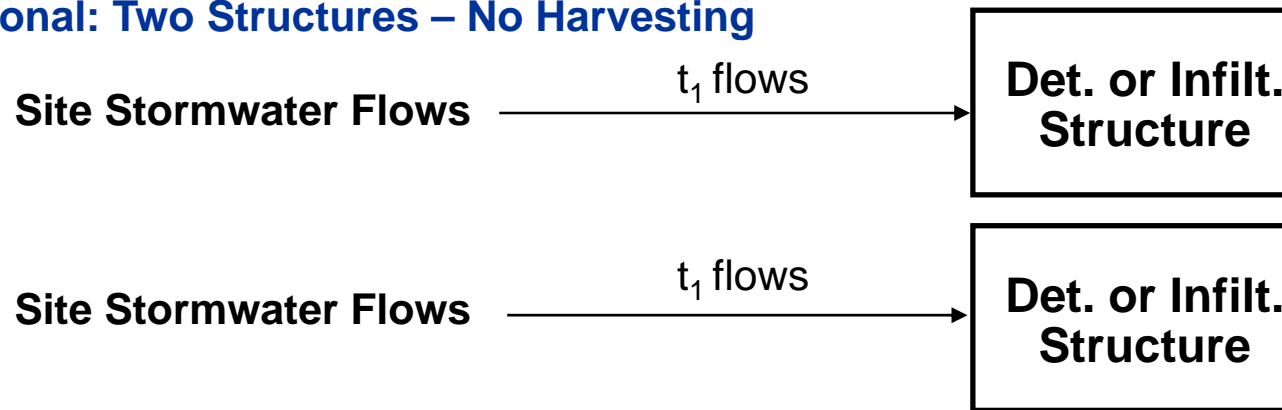 onal: Two Structures – No Harvesting
t₁ flows
Site Stormwater Flows
Det. or Infilt.
Structure
t₁ flows
Site Stormwater Flows
Det. or Infilt.
Structure